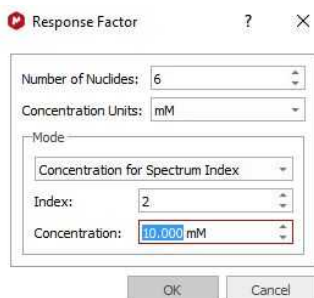 Response Factor ? ×
Number of Nuclides: 6
Concentration Units: mM
Mode
Concentration for Spectrum Index
Index: 2
Concentration: 10.000 mM
OK Cancel